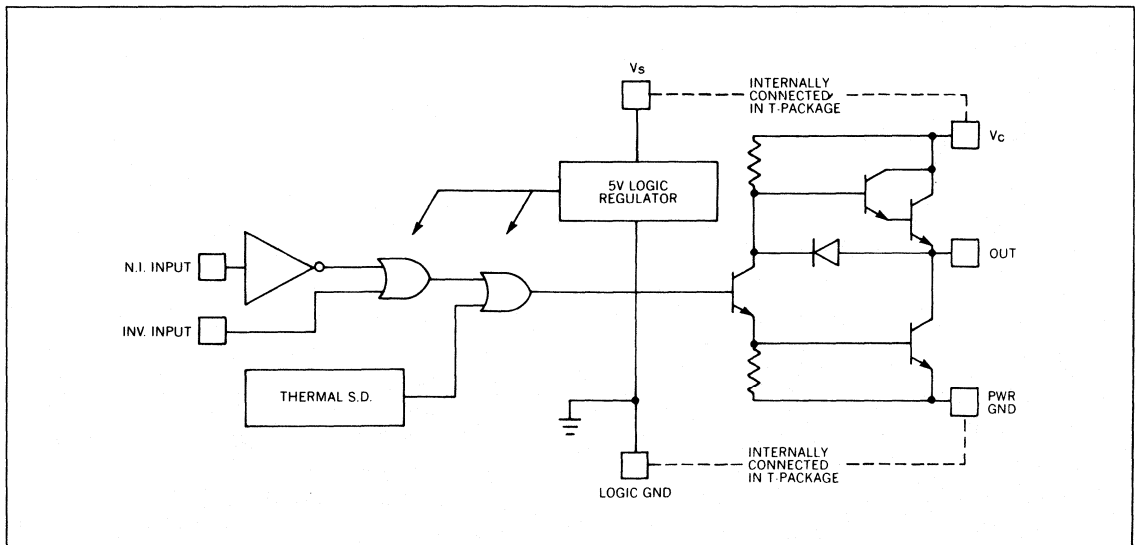 Vs
INTERNALLY
CONNECTED
IN T-PACKAGE
Vc
5V LOGIC
REGULATOR
N.I. INPUT
OUT
INV. INPUT
THERMAL S.D.
PWR
GND
INTERNALLY
CONNECTED
IN T-PACKAGE
LOGIC GND